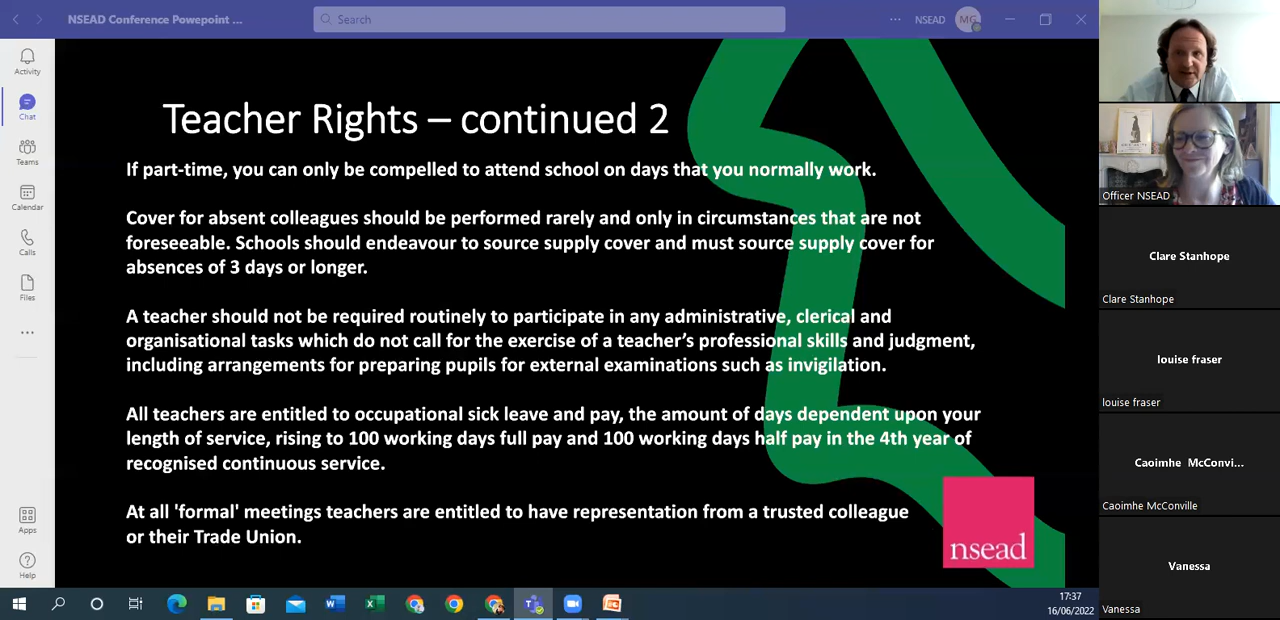 NSEAD Conference Powepoint ...
Search
NSEAD
MG
Activity
Chat
Teams
Calendar
Calls
Files
Apps
Help
Teacher Rights – continued 2
If part-time, you can only be compelled to attend school on days that you normally work.
Cover for absent colleagues should be performed rarely and only in circumstances that are not
foreseeable. Schools should endeavour to source supply cover and must source supply cover for
absences of 3 days or longer.
A teacher should not be required routinely to participate in any administrative, clerical and
organisational tasks which do not call for the exercise of a teacher’s professional skills and judgment,
including arrangements for preparing pupils for external examinations such as invigilation.
All teachers are entitled to occupational sick leave and pay, the amount of days dependent upon your
length of service, rising to 100 working days full pay and 100 working days half pay in the 4th year of
recognised continuous service.
At all 'formal' meetings teachers are entitled to have representation from a trusted colleague
or their Trade Union.
nsead
Officer NSEAD
Clare Stanhope
Clare Stanhope
louise fraser
louise fraser
Caoimhe McConvi...
Caoimhe McConville
Vanessa
Vanessa
17:37
16/06/2022